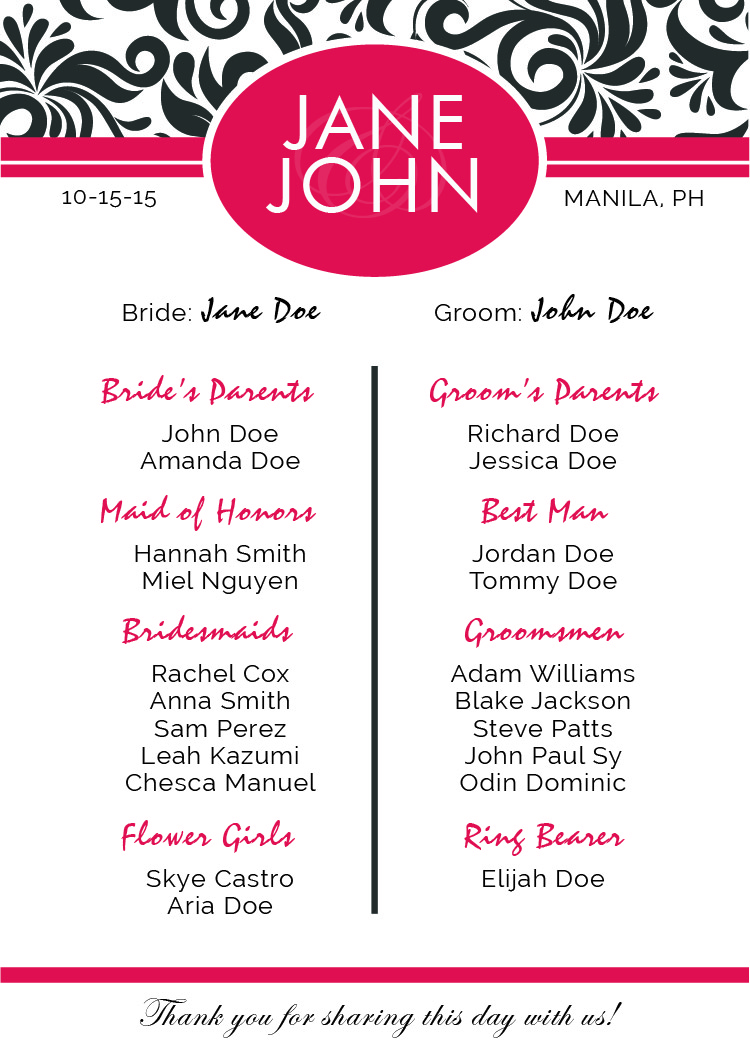 JANE
&
JOHN
10-15-15
MANILA, PH
Bride: Jane Doe
Groom: John Doe
Bride's Parents
John Doe
Amanda Doe
Maid of Honors
Hannah Smith
Miel Nguyen
Bridesmaids
Rachel Cox
Anna Smith
Sam Perez
Leah Kazumi
Chesca Manuel
Flower Girls
Skye Castro
Aria Doe
Groom's Parents
Richard Doe
Jessica Doe
Best Man
Jordan Doe
Tommy Doe
Groomsmen
Adam Williams
Blake Jackson
Steve Patts
John Paul Sy
Odin Dominic
Ring Bearer
Elijah Doe
Thank you for sharing this day with us!